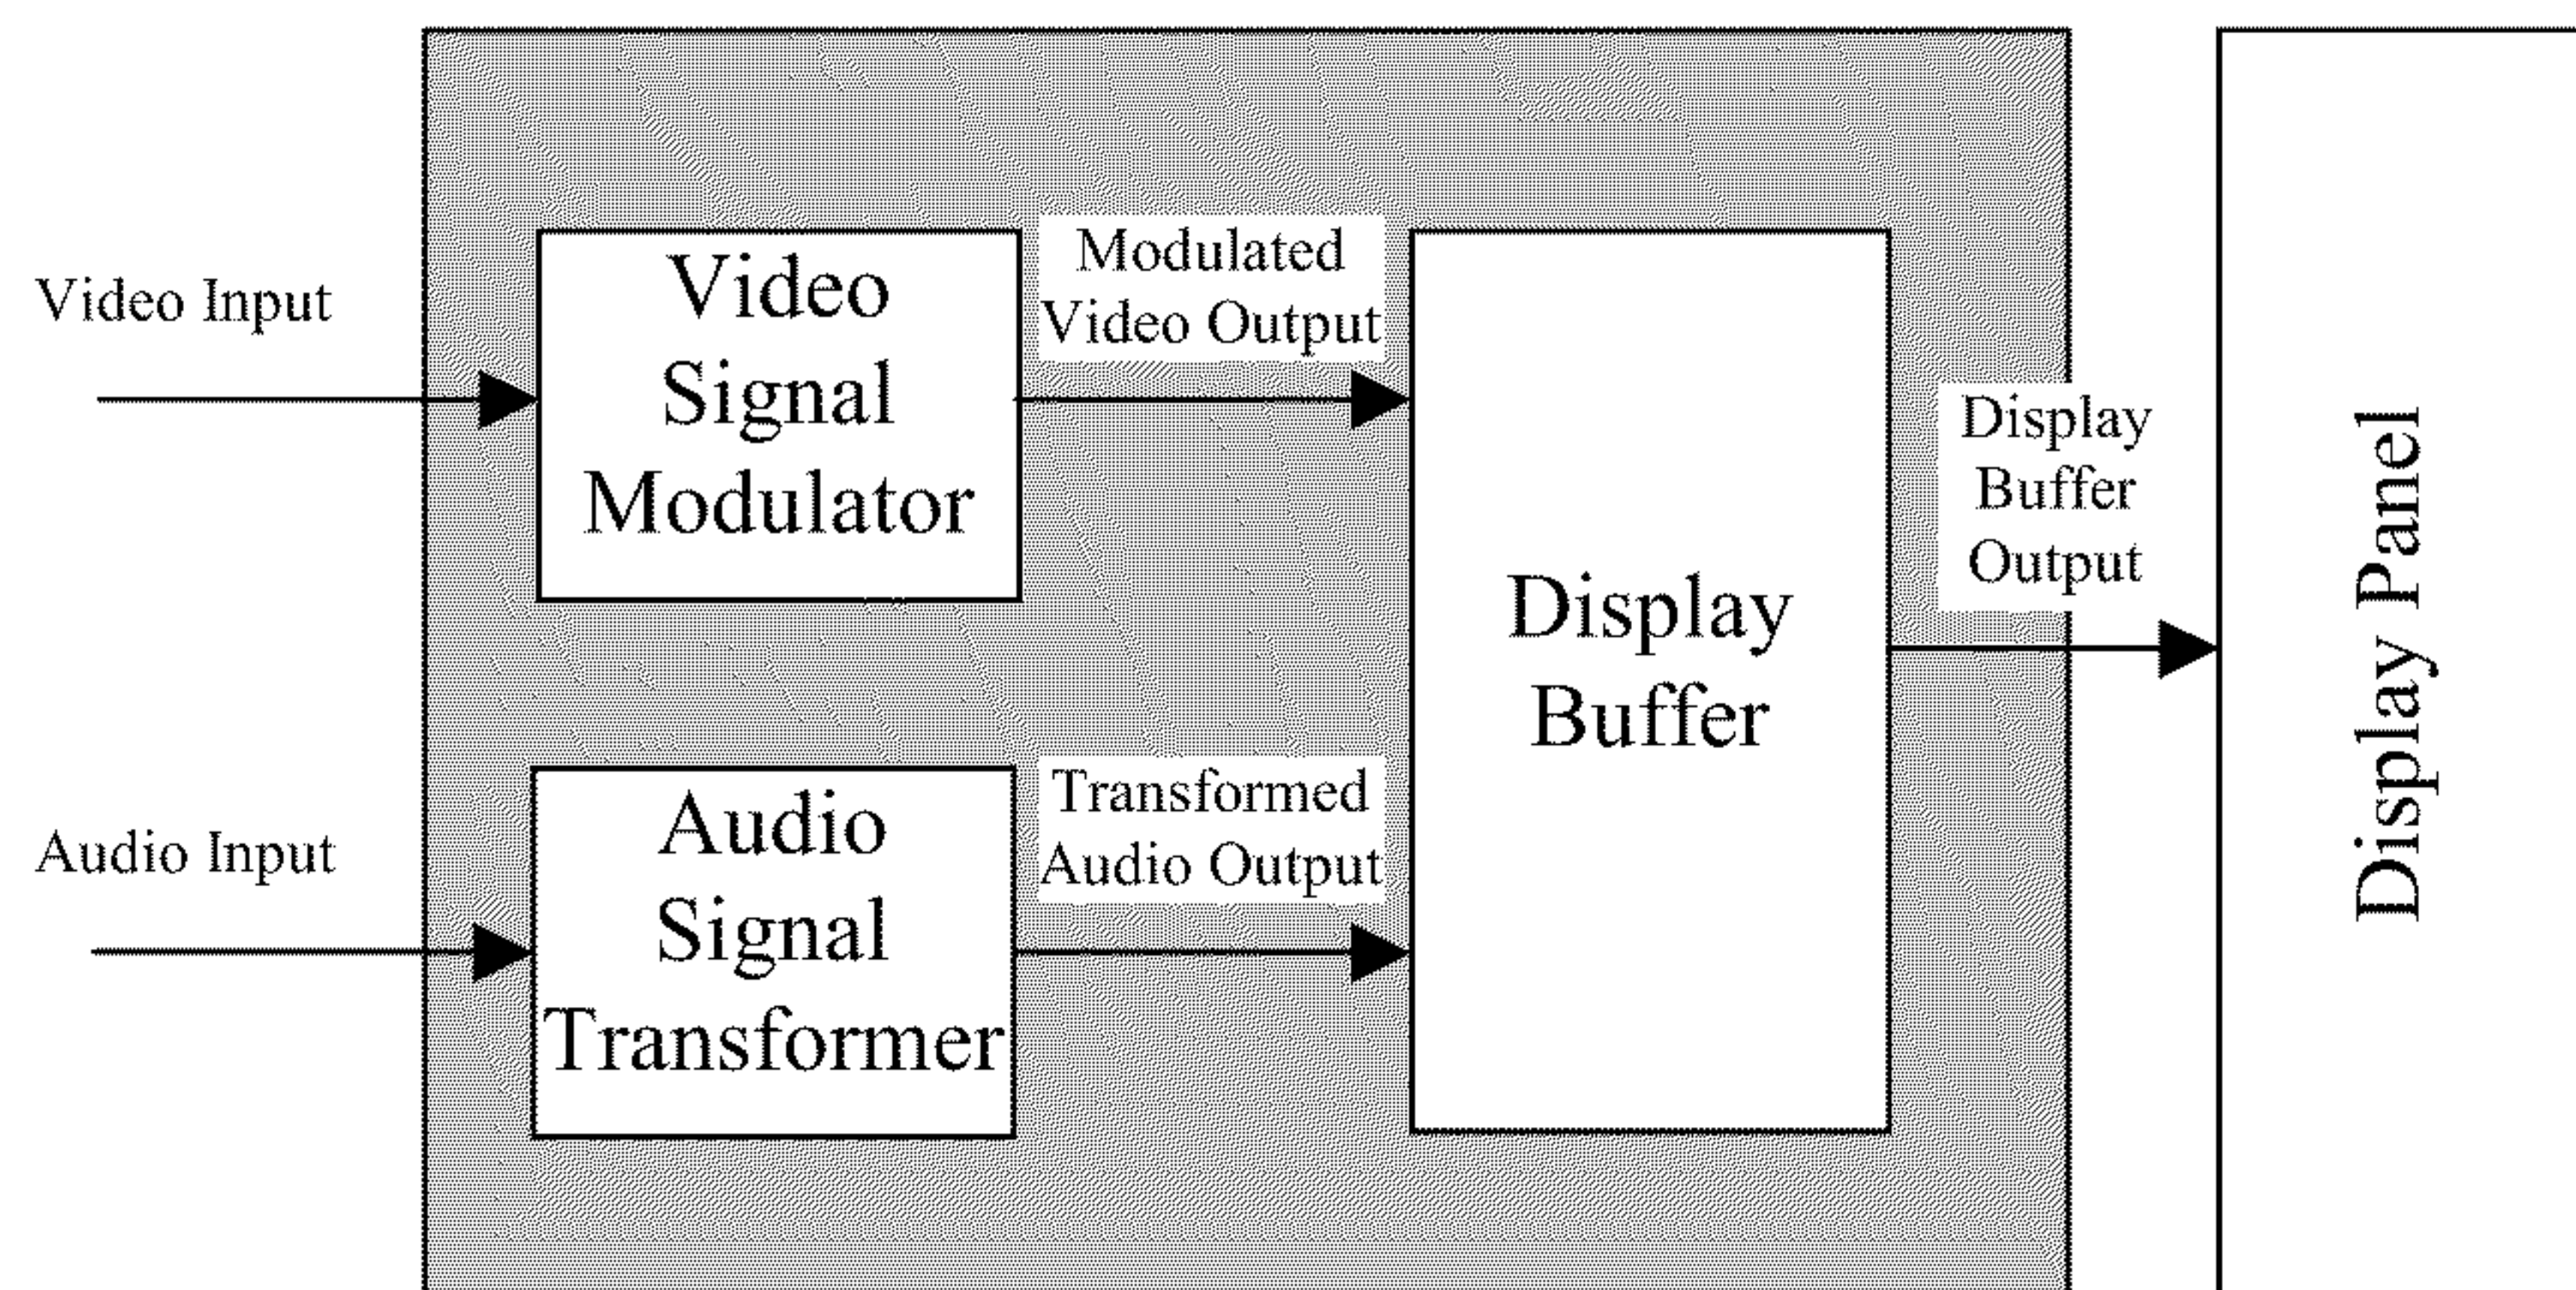 Video Input
Video
Signal
Modulator
Modulated
Video Output
Audio Input
Audio
Signal
Transformer
Transformed
Audio Output
Display
Buffer
Display
Buffer
Output
Display Panel